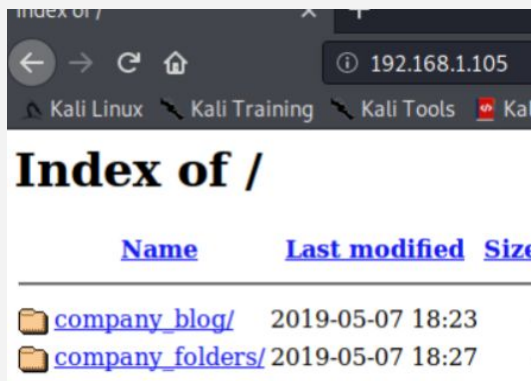 Index of /
192.168.1.105
Kali Linux Kali Training Kali Tools
Index of /
Name Last modified Size
company_blog/ 2019-05-07 18:23
company_folders/ 2019-05-07 18:27